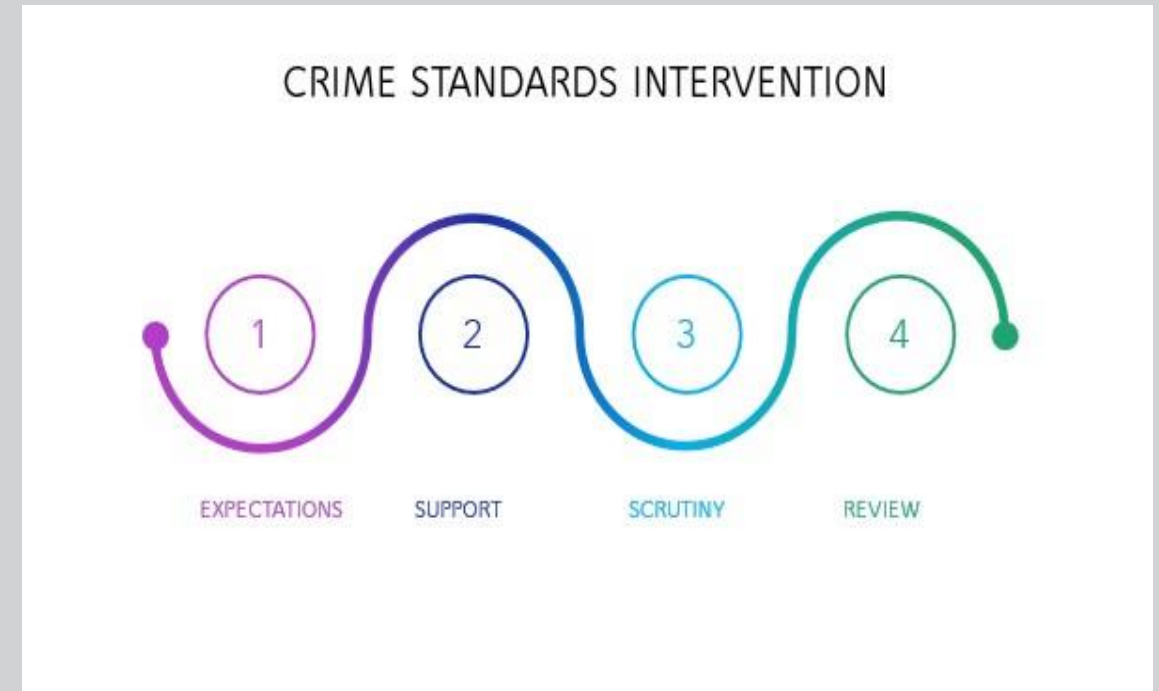 CRIME STANDARDS INTERVENTION
1 2 3 4
EXPECTATIONS SUPPORT SCRUTINY REVIEW